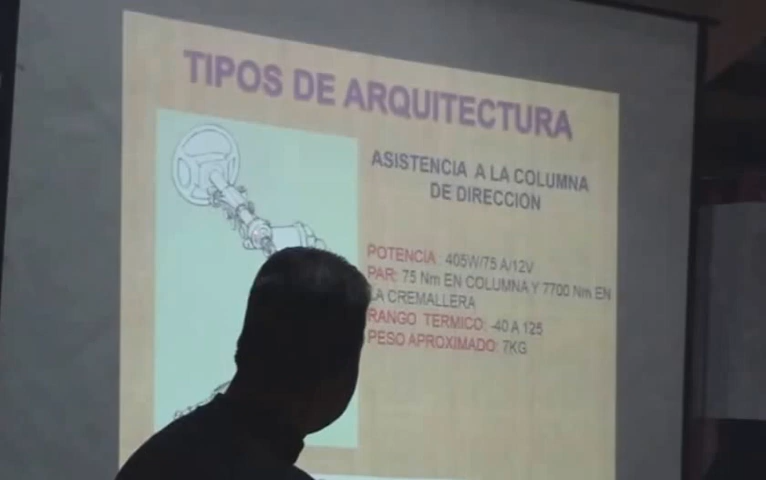 TIPOS DE ARQUITECTURA
ASISTENCIA A LA COLUMNA
DE DIRECCIÓN
POTENCIA: 405W/75 A/12V
PAR: 75 Nm EN COLUMNA Y 7700 Nm EN
LA CREMALLERA
RANGO TERMICO: -40 A 125
PESO APROXIMADO: 7KG